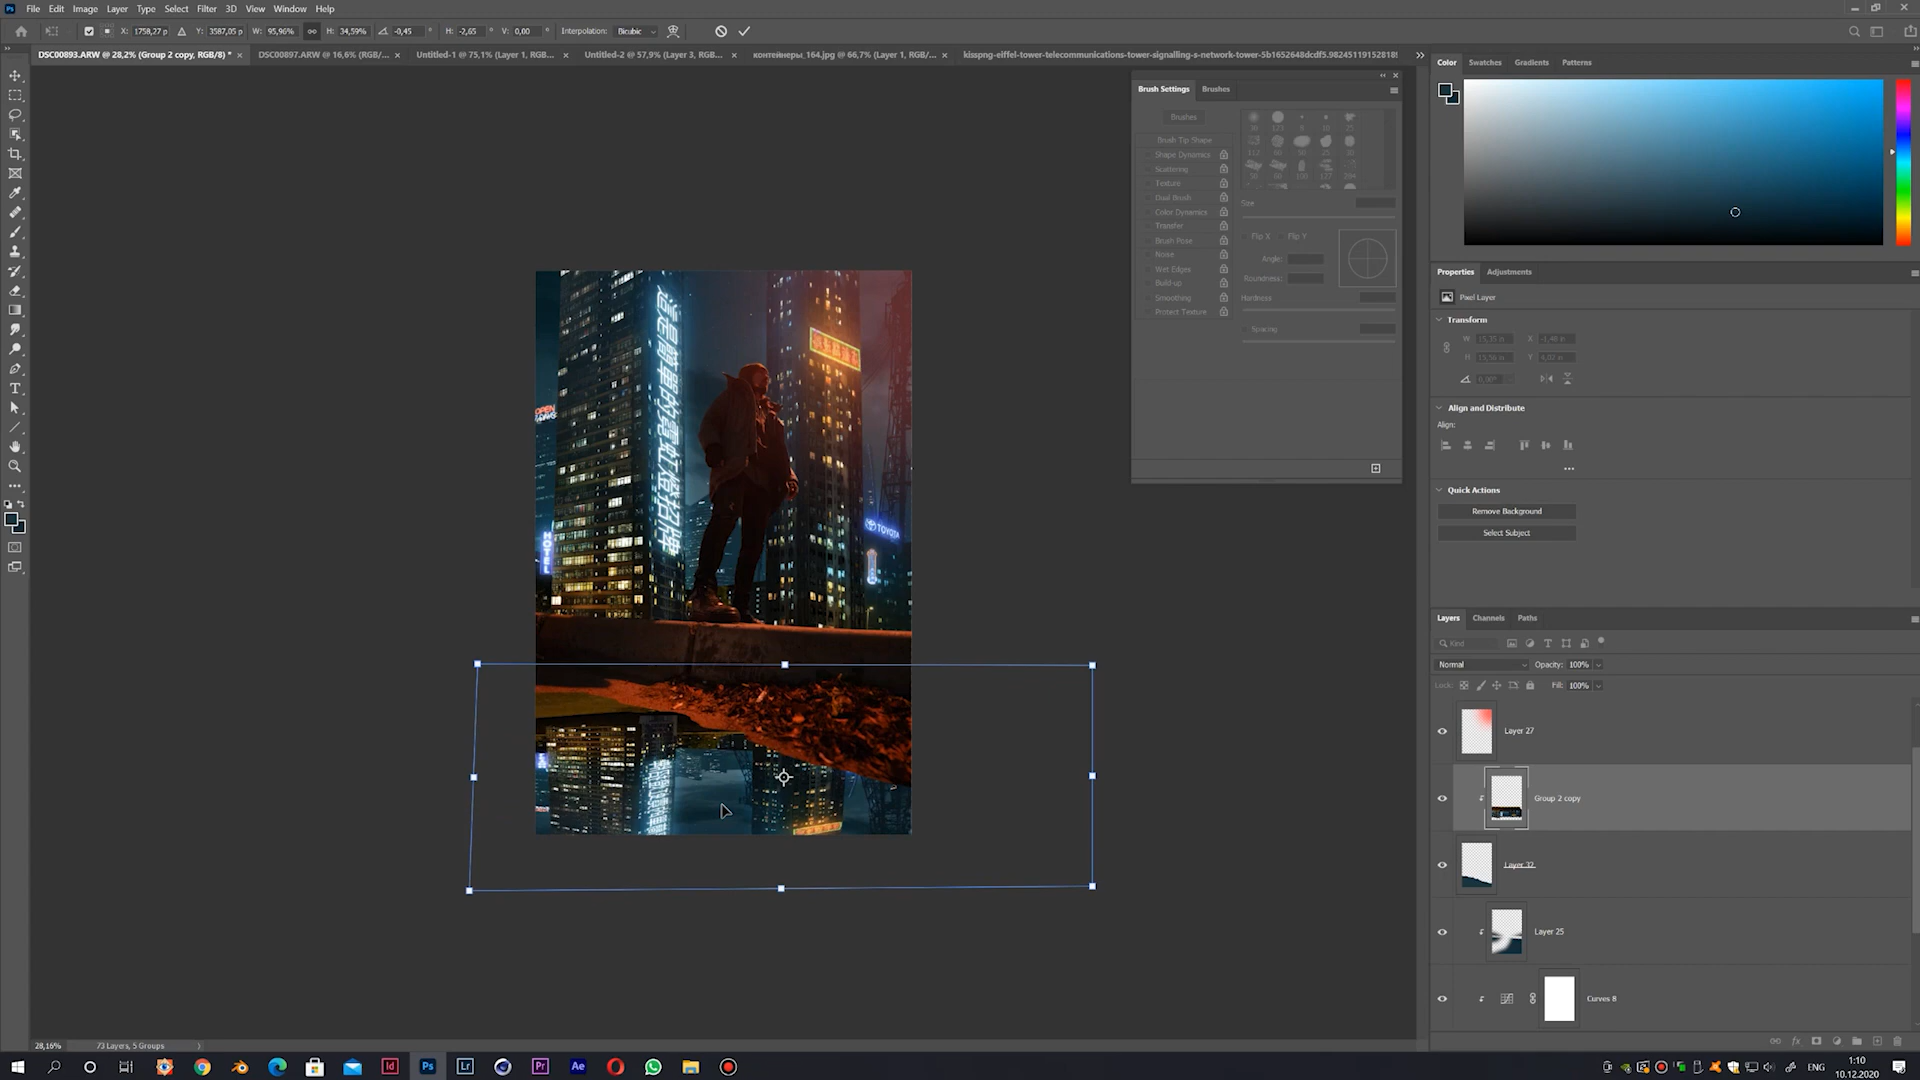 File Edit Image Layer Type Select Filter 3D View Window Help
X: 1758,27 p Y: 3587,05 p W: 95,96% H: 34,59% -0,45 H: -2,65 V: 0,00 Interpolation: Bicubic
DSC00893.ARW @ 28,2% (Group 2 copy, RGB/8) * DSC00897.ARW @ 16,6% (RGB/... Untitled-1 @ 75,1% (Layer 1, RGB... Untitled-2 @ 57,9% (Layer 3, RGB... контейнеры_164.jpg @ 66,7% (Layer 1, RGB... kisspng-eiffel-tower-telecommunications-tower-signalling-s-network-tower-5b1652648dcdf5.98245119152818
Brush Settings Brushes
Brushes
Brush Tip Shape
Shape Dynamics
Scattering
Texture
Dual Brush
Color Dynamics
Transfer
Brush Pose
Noise
Wet Edges
Build-up
Smoothing
Protect Texture
Size
Flip X Flip Y
Angle:
Roundness:
Hardness
Spacing
Color Swatches Gradients Patterns
Properties Adjustments
Pixel Layer
Transform
W X
H Y
Align and Distribute
Align:
Quick Actions
Remove Background
Select Subject
Layers Channels Paths
Kind
Normal Opacity: 100%
Lock: Fill: 100%
Layer 27
Group 2 copy
Layer 32
Layer 25
Curves 8
OPEN
HOTEL
TOYOTA
28,16% 73 Layers, 5 Groups
ENG
1:10
10.12.2020